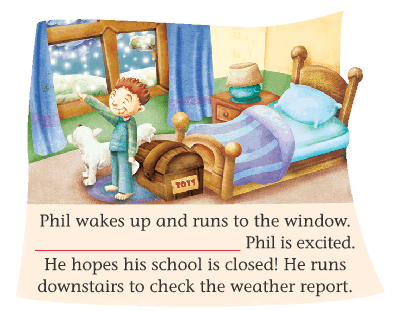 TOYS
Phil wakes up and runs to the window.
____________________ Phil is excited.
He hopes his school is closed! He runs
downstairs to check the weather report.